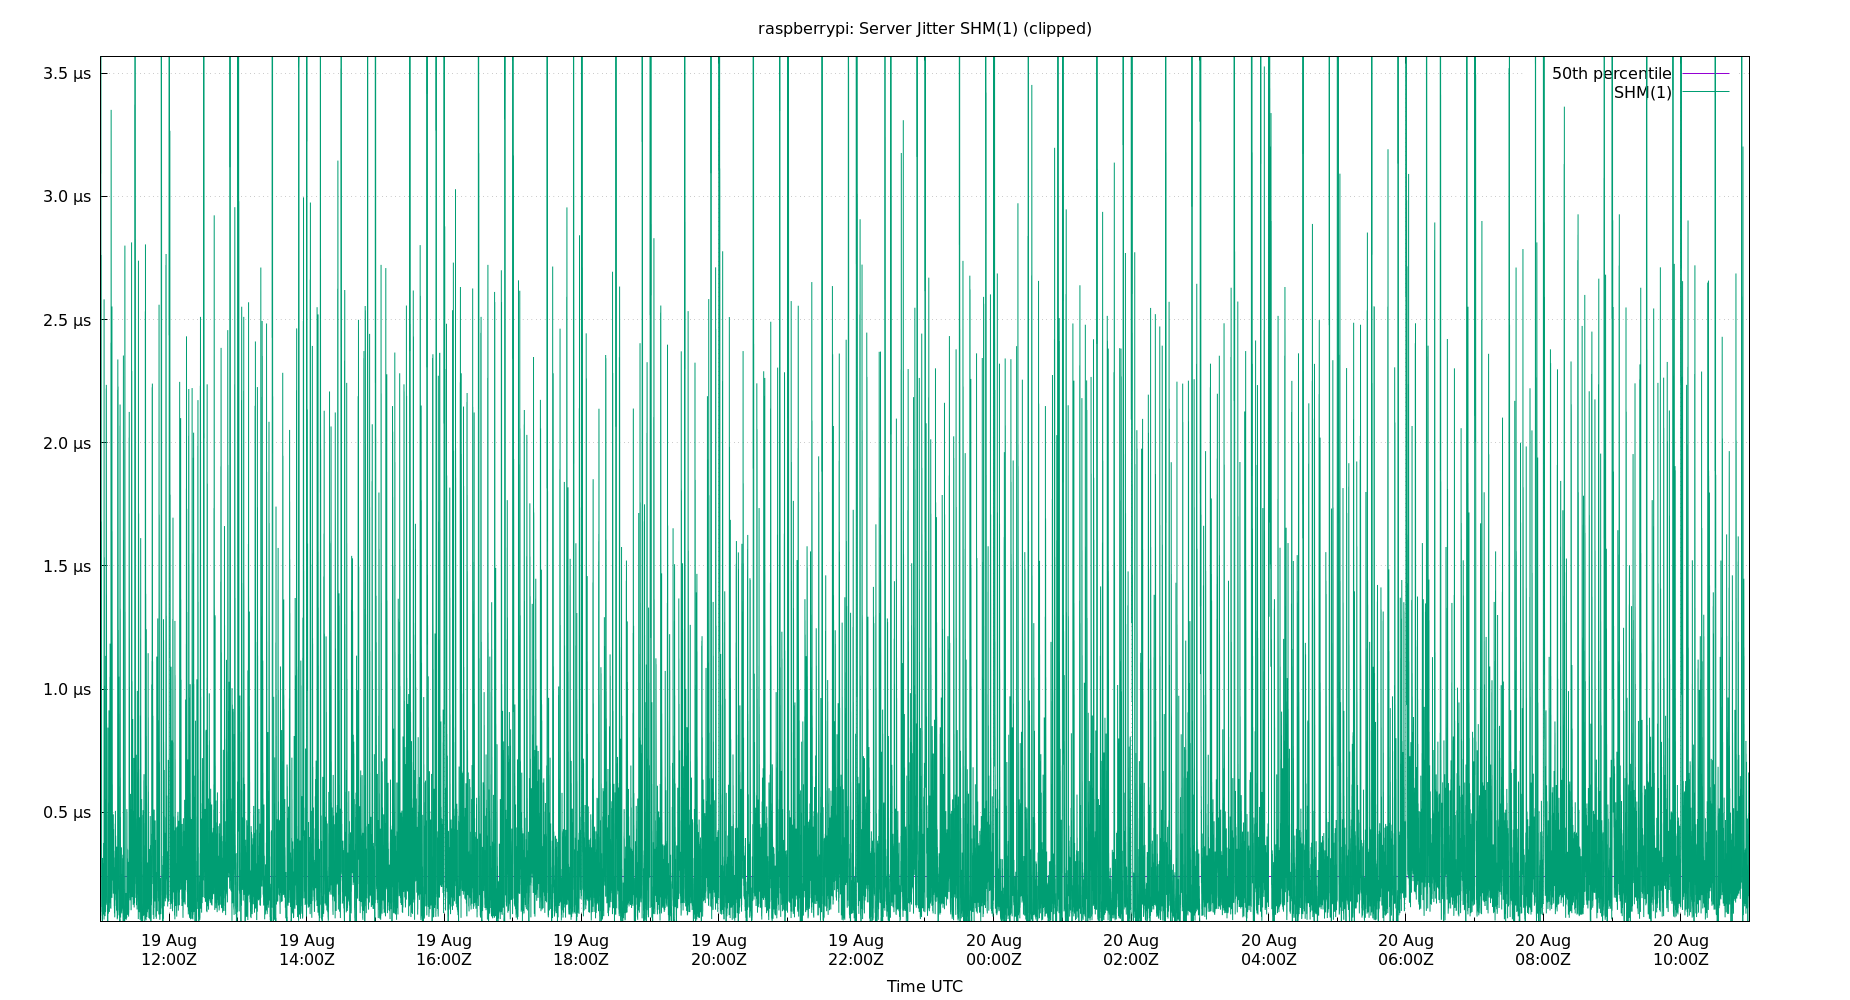 raspberrypi: Server Jitter SHM(1) (clipped)
3.5 μs
50th percentile
SHM(1)
3.0 μs
2.5 μs
2.0 μs
1.5 μs
1.0 μs
0.5 μs
19 Aug 19 Aug 19 Aug 19 Aug 19 Aug 19 Aug 20 Aug 20 Aug 20 Aug 20 Aug 20 Aug 20 Aug
12:00Z 14:00Z 16:00Z 18:00Z 20:00Z 22:00Z 00:00Z 02:00Z 04:00Z 06:00Z 08:00Z 10:00Z
Time UTC